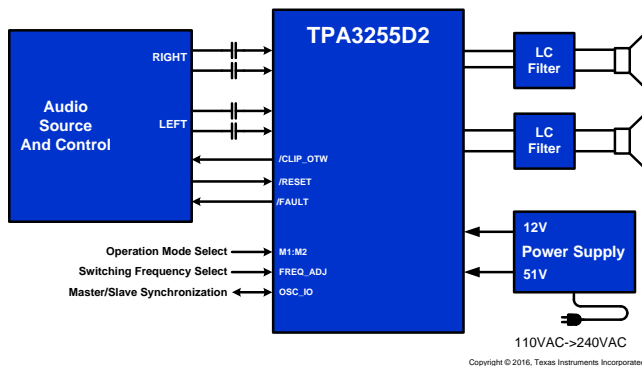 TPA3255D2
RIGHT
LEFT
Audio
Source
And Control
/CLIP_OTW
/RESET
/FAULT
Operation Mode Select
M1:M2
Switching Frequency Select
FREQ_ADJ
Master/Slave Synchronization
OSC_IO
LC
Filter
LC
Filter
12V
Power Supply
51V
110VAC->240VAC
Copyright © 2016, Texas Instruments Incorporated